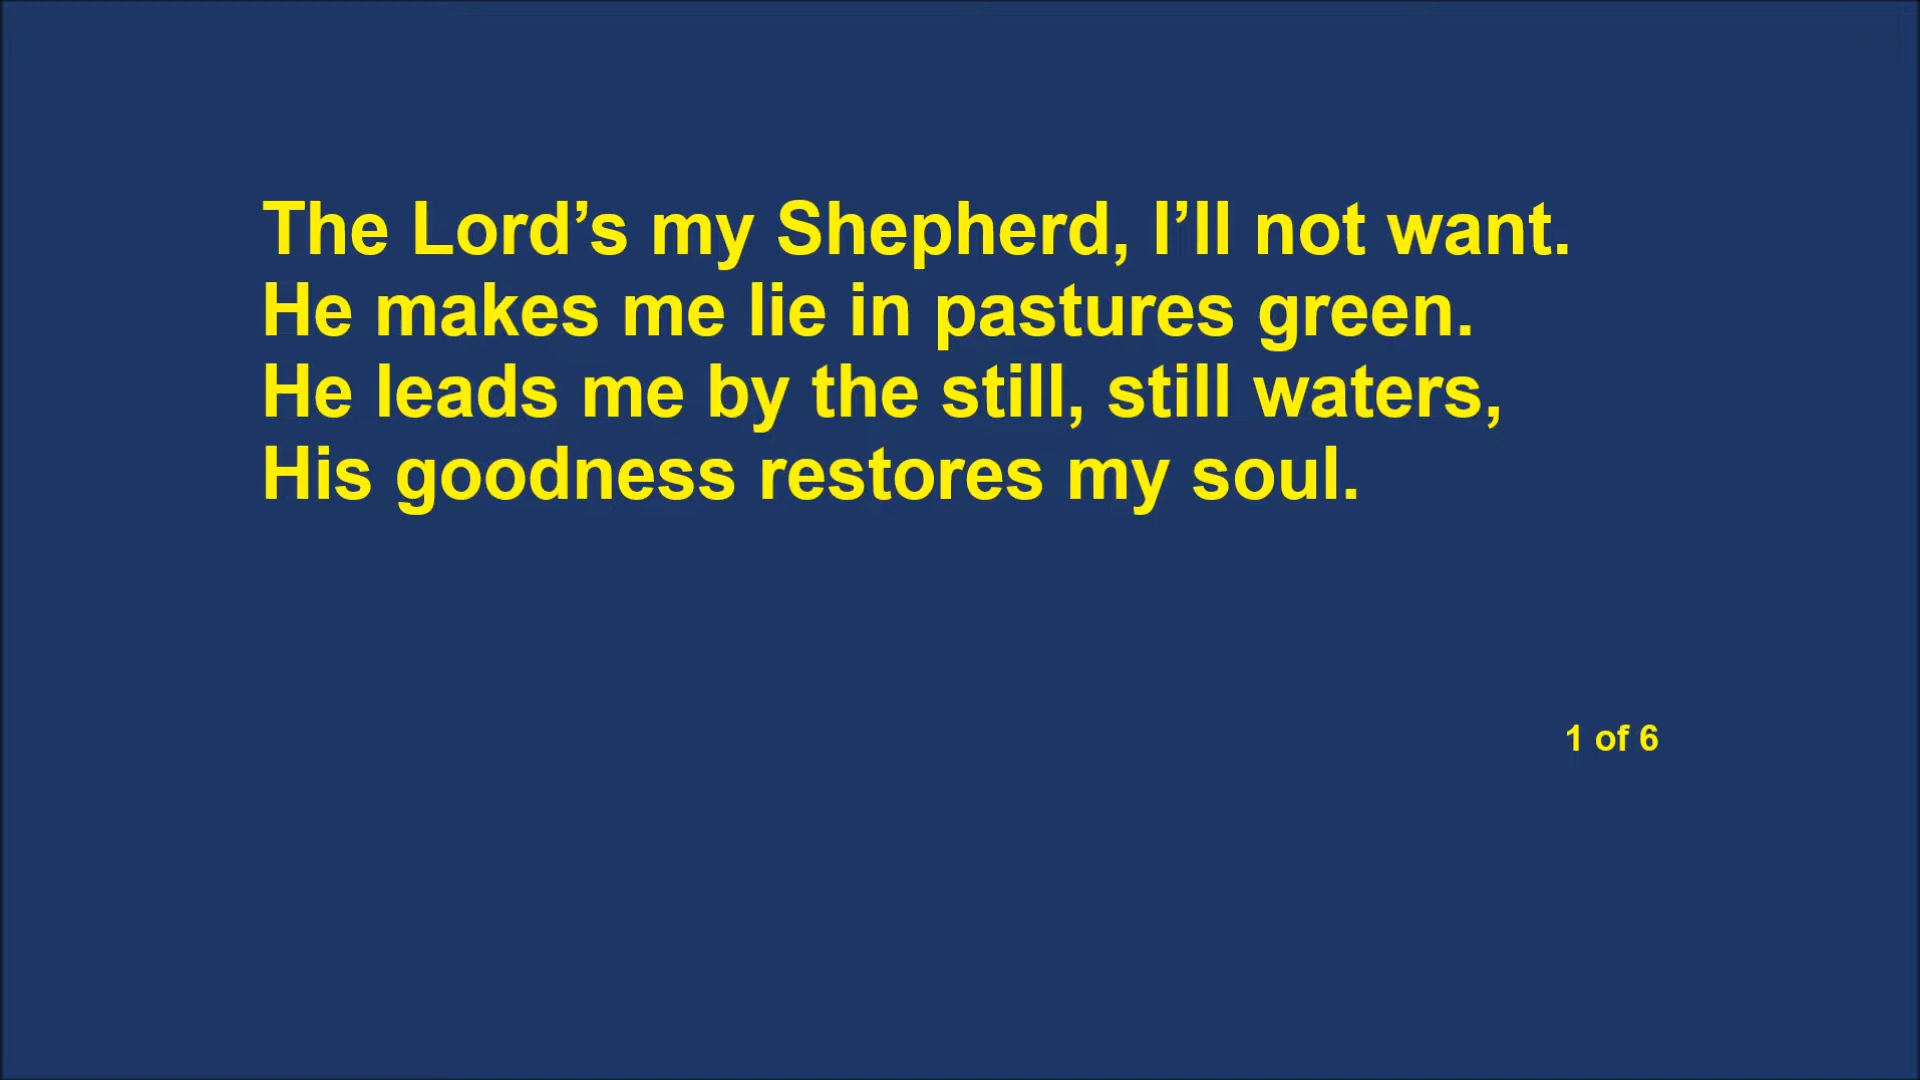 The Lord’s my Shepherd, I’ll not want.
He makes me lie in pastures green.
He leads me by the still, still waters,
His goodness restores my soul.
1 of 6